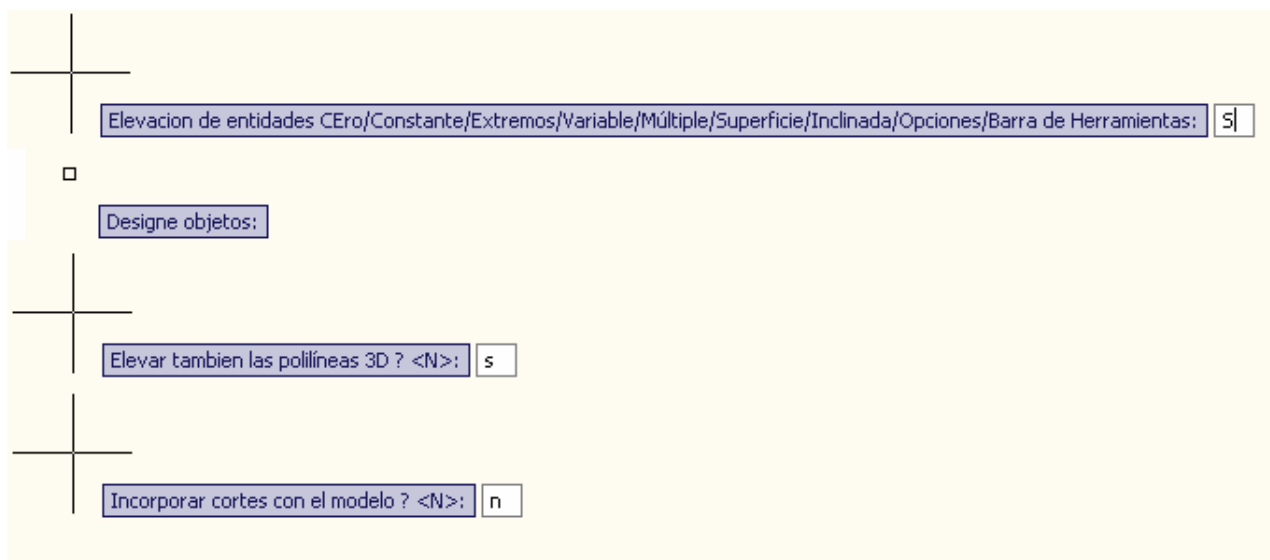 Elevacion de entidades CEro/Constante/Extremos/Variable/Múltiple/Superficie/Inclinada/Opciones/Barra de Herramientas: S
Designe objetos:
Elevar tambien las polilíneas 3D ? <N>: s
Incorporar cortes con el modelo ? <N>: n